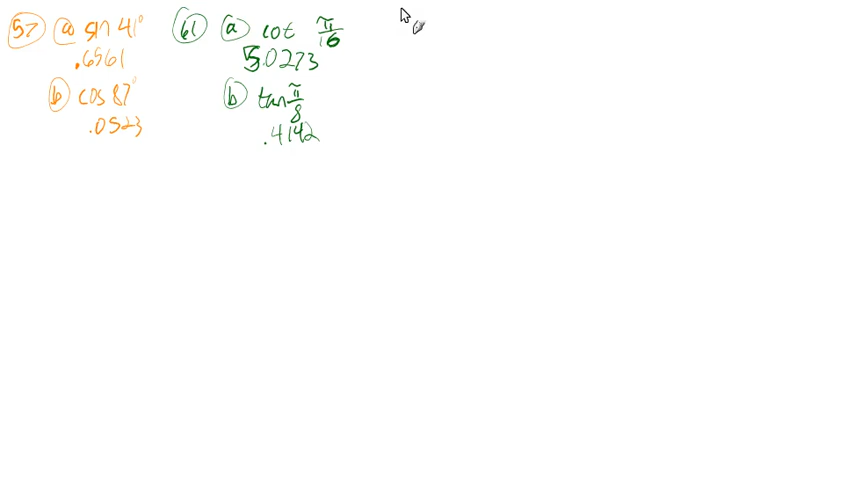 57 a sin 41°
.6561
b cos 87°
.0523
61 a cot π/16
5.0273
b tan π/8
.4142